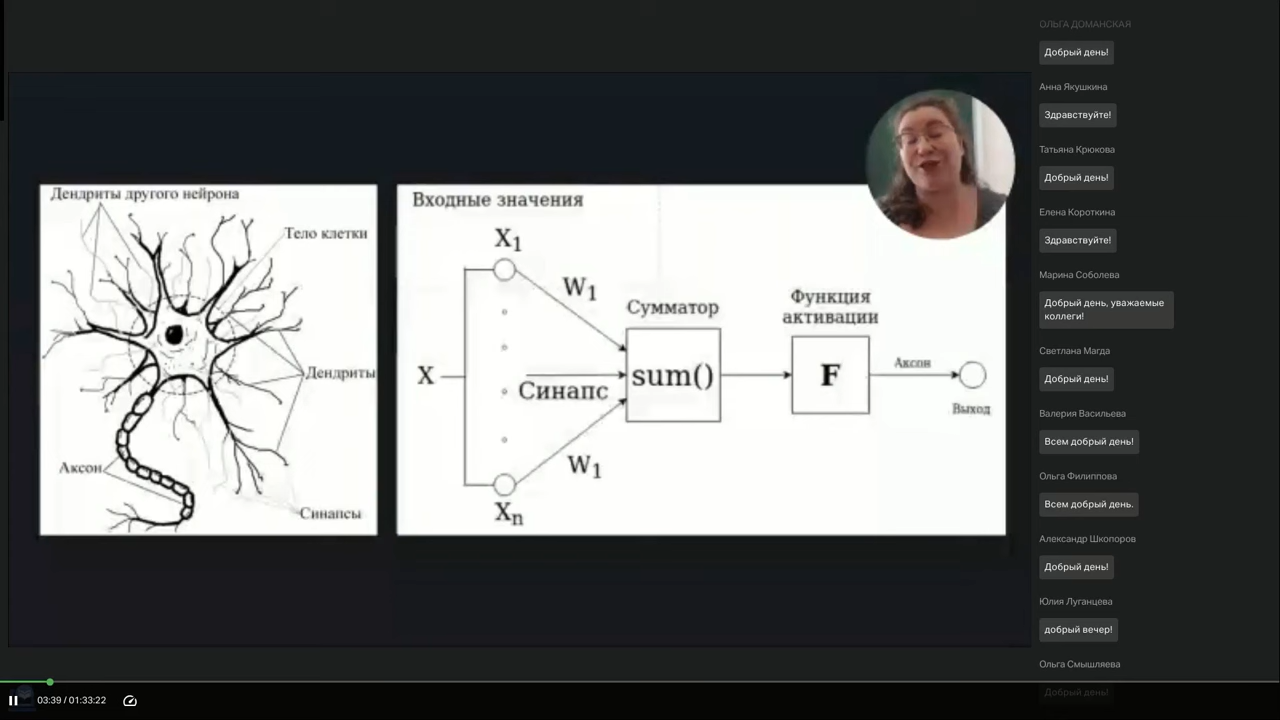 Дендриты другого нейрона
Тело клетки
Дендриты
Аксон
Синапсы
Входные значения
X1
W1
Сумматор
Функция
активации
X
Синапс
sum()
F
Аксон
Выход
W1
Xn
ОЛЬГА ДОМАНСКАЯ
Добрый день!
Анна Якушкина
Здравствуйте!
Татьяна Крюкова
Добрый день!
Елена Короткина
Здравствуйте!
Марина Соболева
Добрый день, уважаемые
коллеги!
Светлана Магда
Добрый день!
Валерия Васильева
Всем добрый день!
Ольга Филиппова
Всем добрый день.
Александр Шкопоров
Добрый день!
Юлия Луганцева
добрый вечер!
Ольга Смышляева
Добрый день!
03:39 / 01:33:22